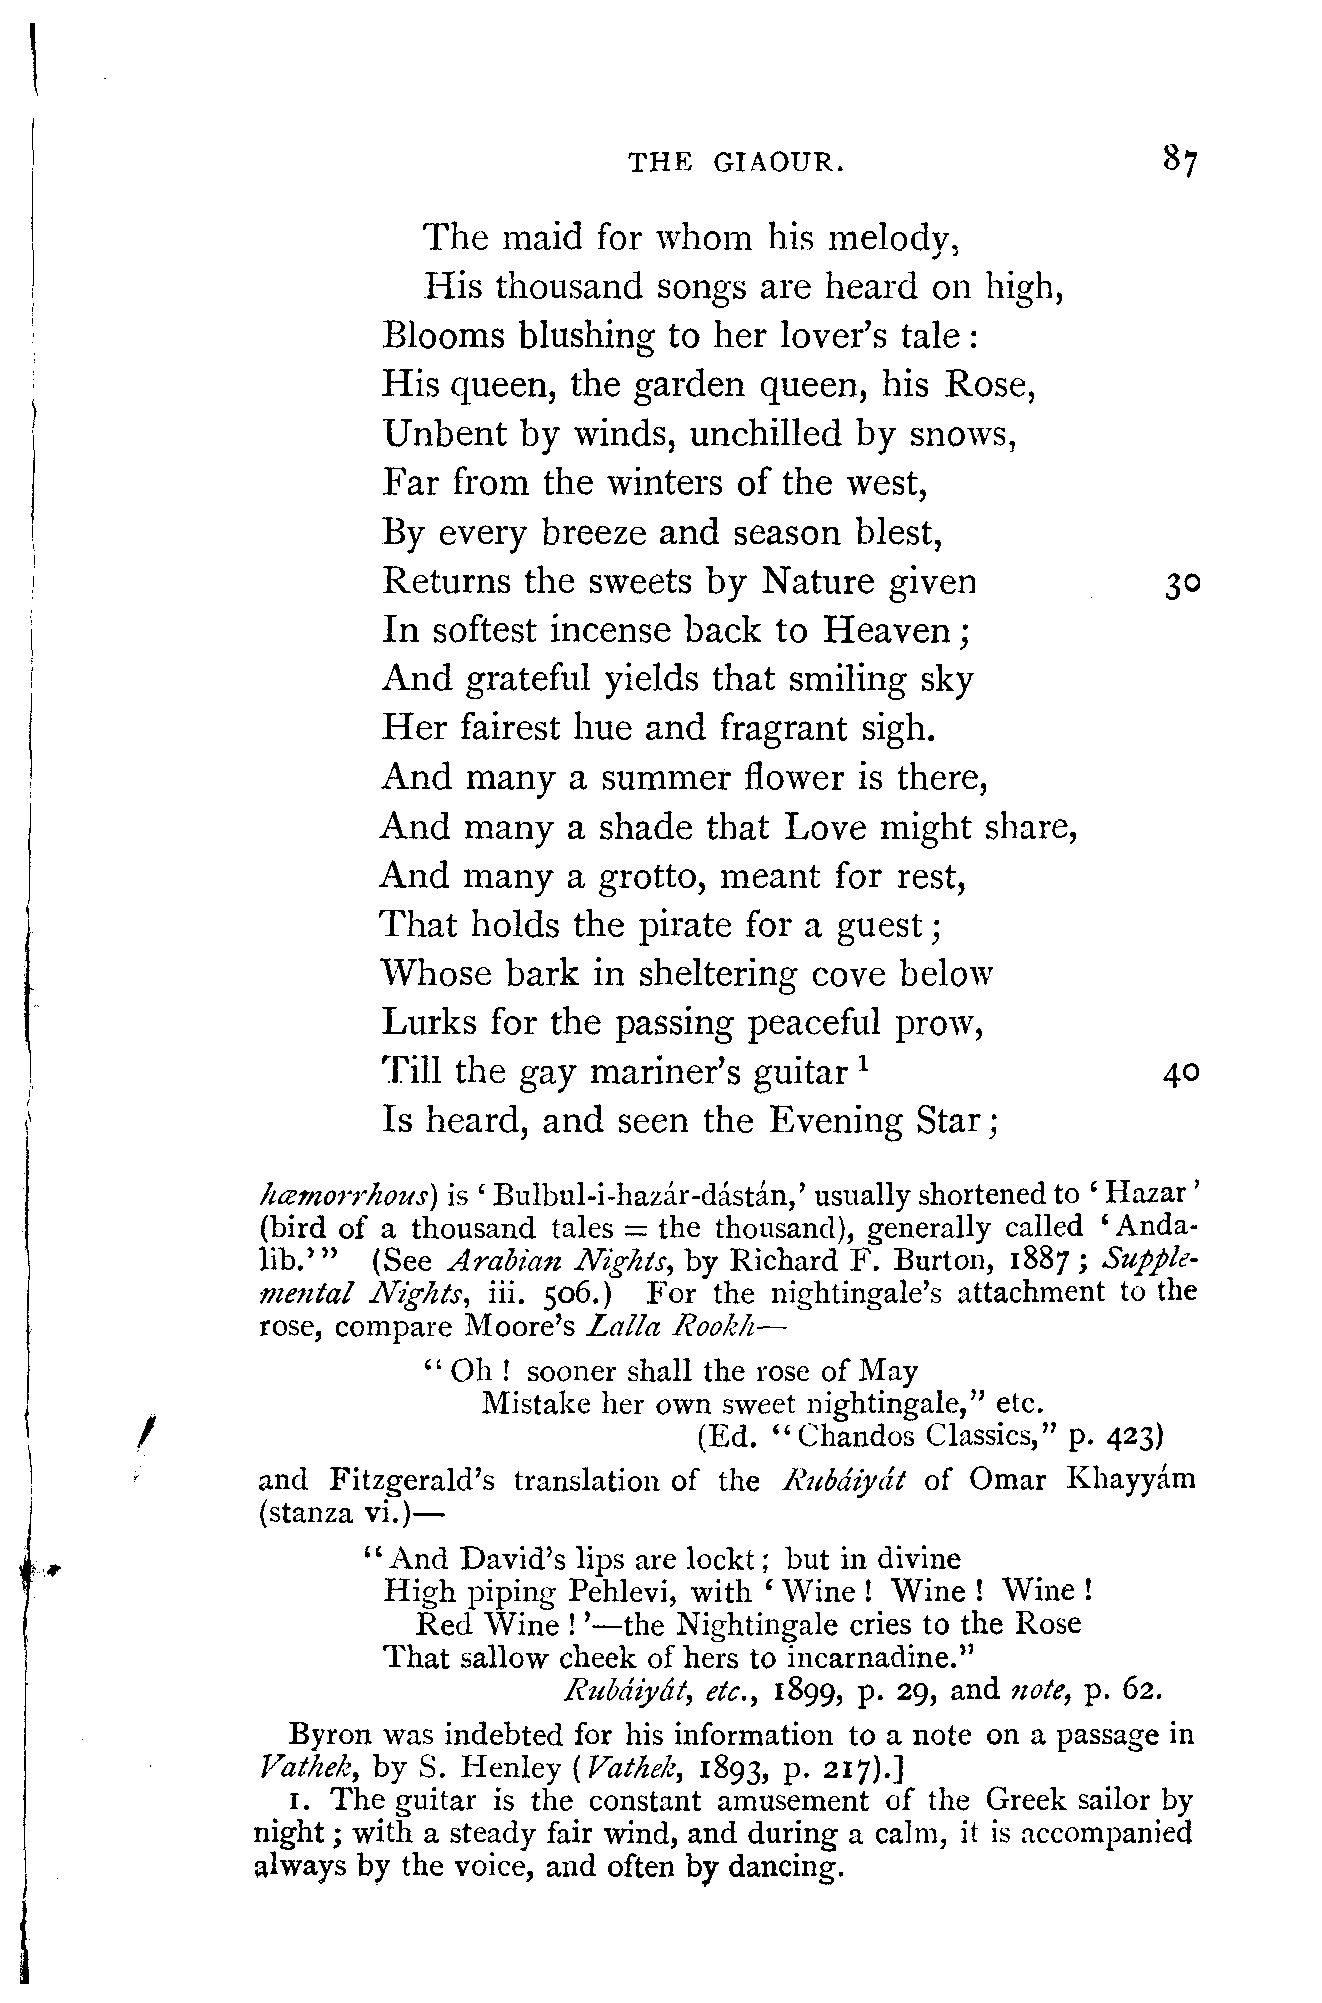 THE GIAOUR. 87
The maid for whom his melody,
His thousand songs are heard on high,
Blooms blushing to her lover's tale :
His queen, the garden queen, his Rose,
Unbent by winds, unchilled by snows,
Far from the winters of the west,
By every breeze and season blest,
Returns the sweets by Nature given 30
In softest incense back to Heaven ;
And grateful yields that smiling sky
Her fairest hue and fragrant sigh.
And many a summer flower is there,
And many a shade that Love might share,
And many a grotto, meant for rest,
That holds the pirate for a guest ;
Whose bark in sheltering cove below
Lurks for the passing peaceful prow,
Till the gay mariner's guitar ¹ 40
Is heard, and seen the Evening Star ;
hæmorrhous) is ‘Bulbul-i-hazár-dástán,’ usually shortened to ‘Hazar’
(bird of a thousand tales = the thousand), generally called ‘Anda-
lib.’” (See Arabian Nights, by Richard F. Burton, 1887 ; Supple-
mental Nights, iii. 506.) For the nightingale's attachment to the
rose, compare Moore's Lalla Rookh—
“Oh ! sooner shall the rose of May
Mistake her own sweet nightingale,” etc.
(Ed. “Chandos Classics,” p. 423)
and Fitzgerald's translation of the Rubáiyát of Omar Khayyám
(stanza vi.)—
“And David's lips are lockt ; but in divine
High piping Pehlevi, with ‘Wine ! Wine ! Wine !
Red Wine !’—the Nightingale cries to the Rose
That sallow cheek of hers to incarnadine.”
Rubáiyát, etc., 1899, p. 29, and note, p. 62.
Byron was indebted for his information to a note on a passage in
Vathek, by S. Henley (Vathek, 1893, p. 217).]
1. The guitar is the constant amusement of the Greek sailor by
night ; with a steady fair wind, and during a calm, it is accompanied
always by the voice, and often by dancing.